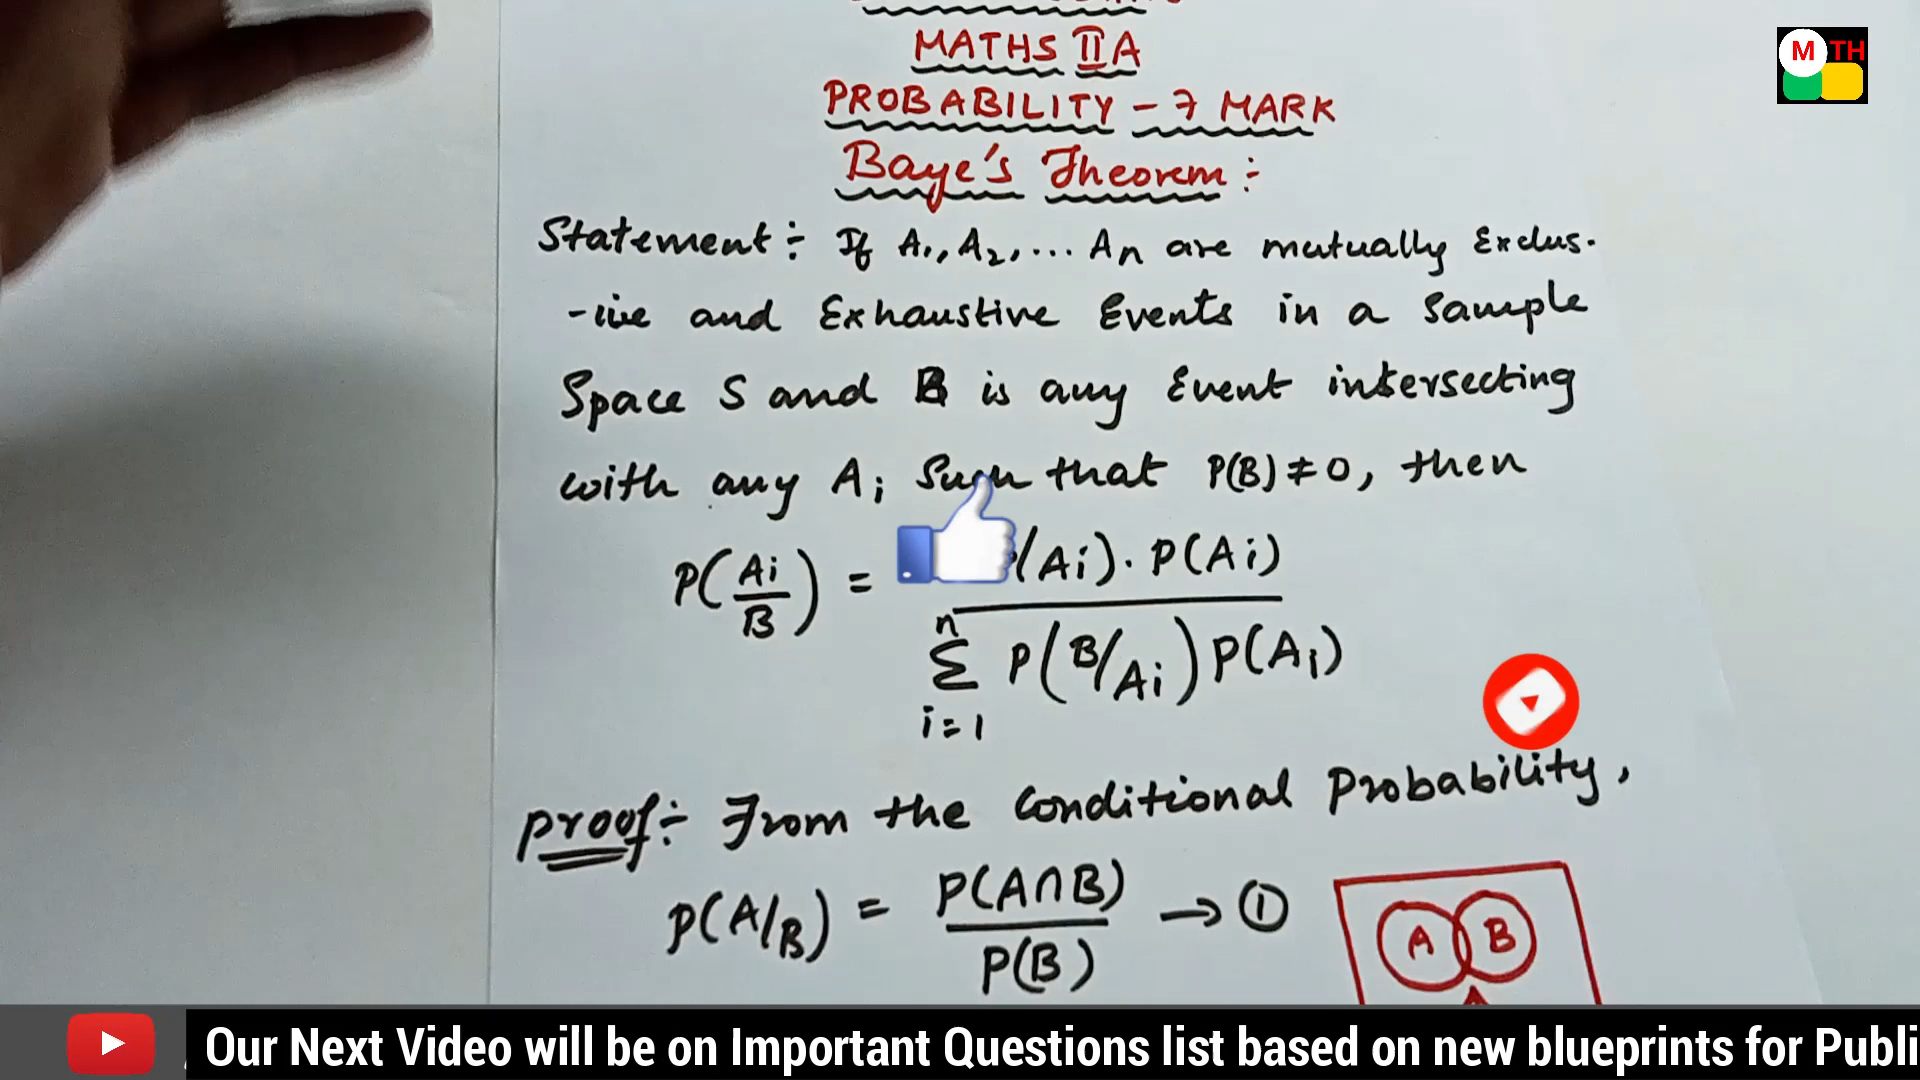 MATHS II A
M TH
PROBABILITY - 7 MARK
Baye's Theorem :-
Statement :- If A₁, A₂, ... An are mutually Exclus-
-ive and Exhaustive Events in a Sample
Space S and B is any Event intersecting
with any Ai Such that P(B) ≠ 0, then
P(Ai/B) = /Ai). P(Ai)
n
Σ P(B/Ai) P(Ai)
i=1
Proof :- From the Conditional Probability,
P(A/B) = P(A∩B) / P(B) → ①
A B
Our Next Video will be on Important Questions list based on new blueprints for Publi